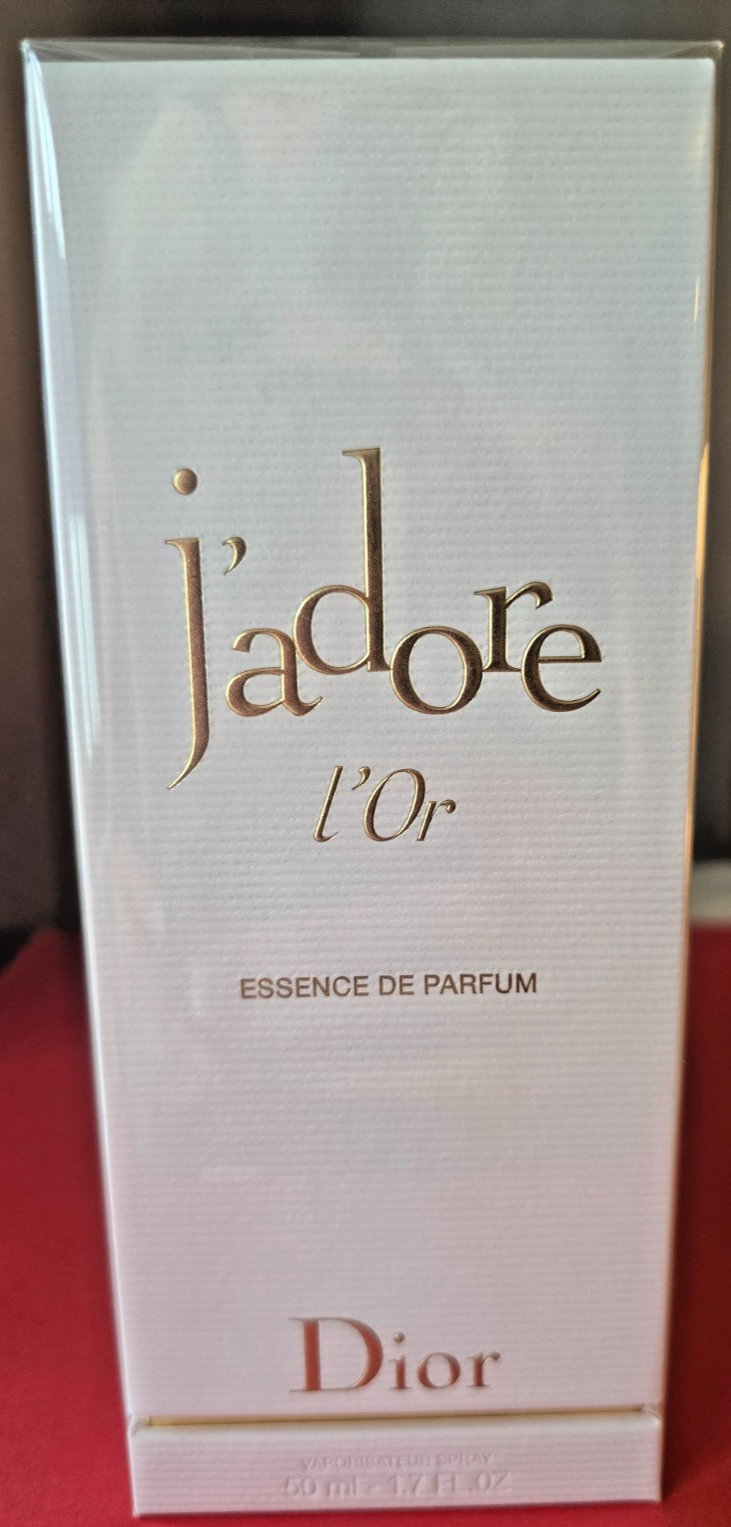 j'adore
l'Or
ESSENCE DE PARFUM
Dior
VAPORISATEUR SPRAY
50 ml - 1.7 FL.OZ